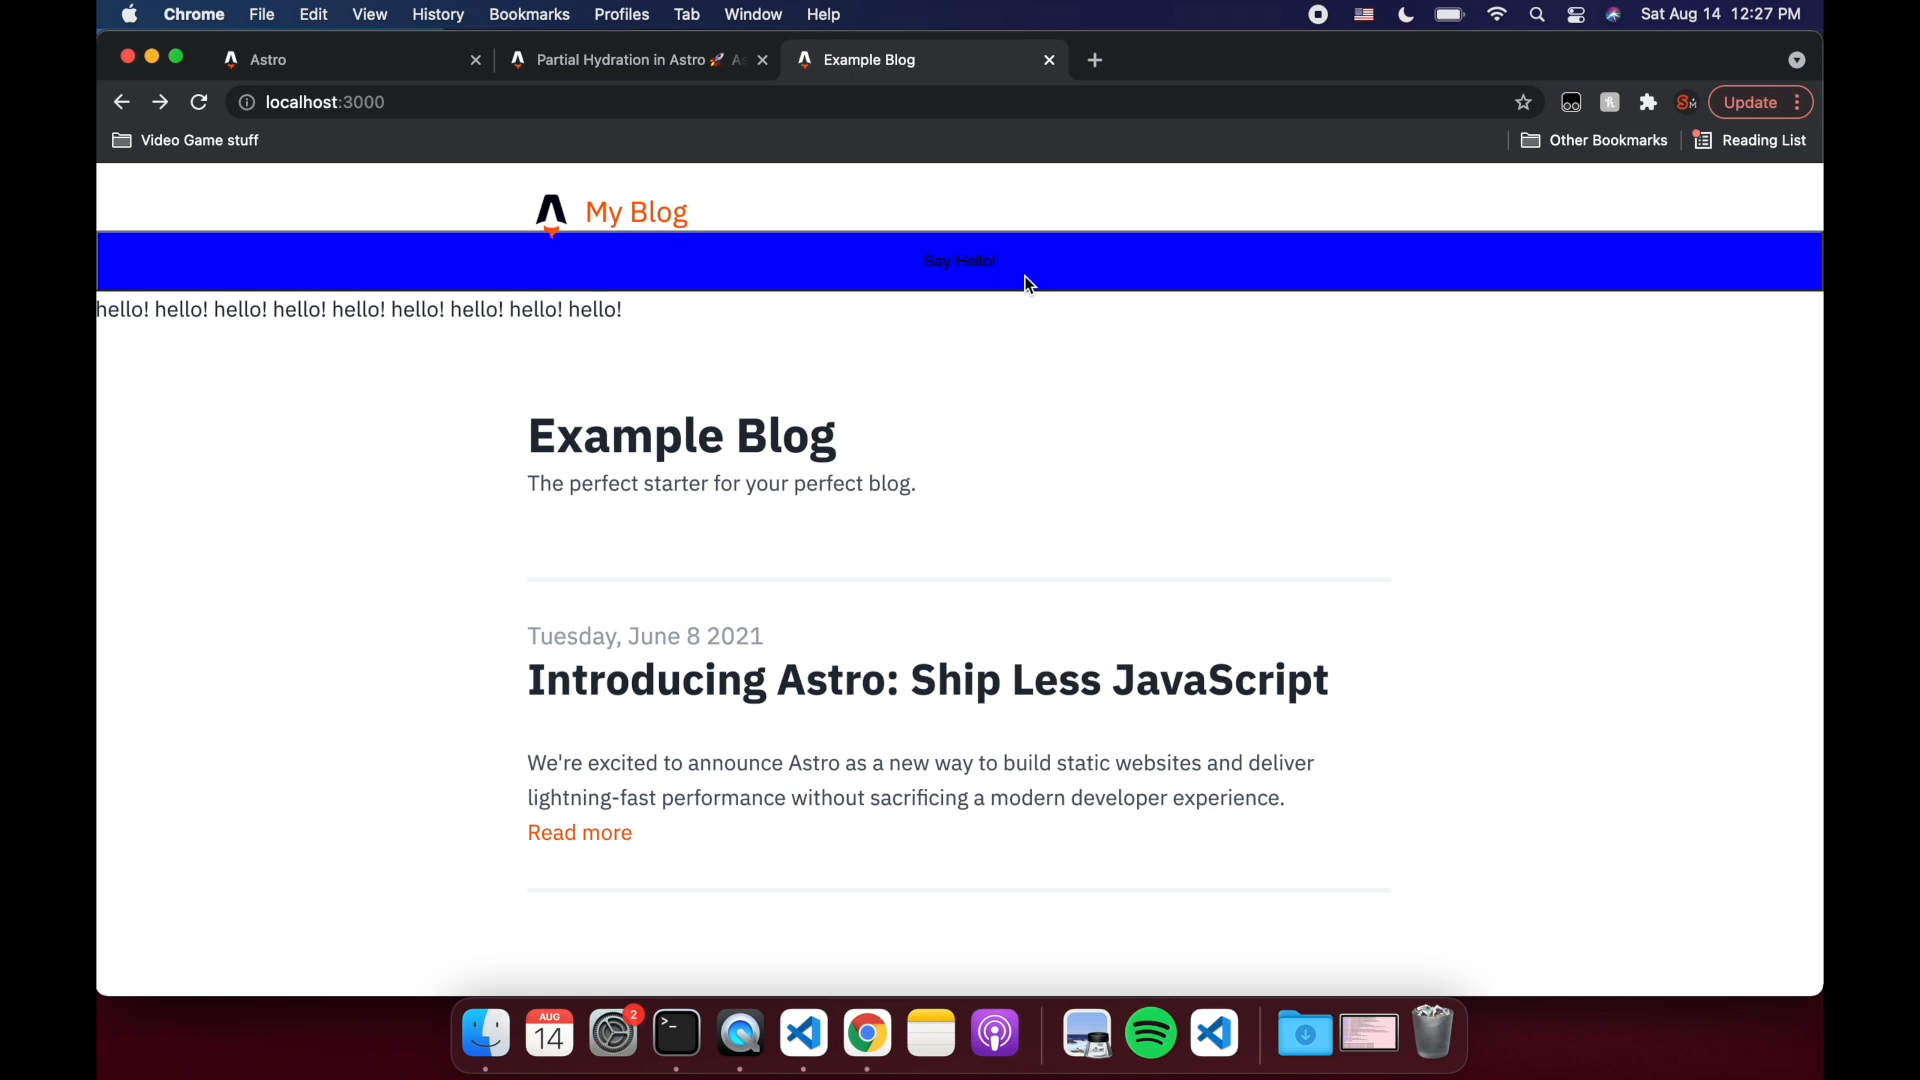 Chrome File Edit View History Bookmarks Profiles Tab Window Help Sat Aug 14 12:27 PM
Astro Partial Hydration in Astro 🚀 As Example Blog
localhost:3000 Update
Video Game stuff Other Bookmarks Reading List
My Blog
Say Hello!
hello! hello! hello! hello! hello! hello! hello! hello! hello!
Example Blog
The perfect starter for your perfect blog.
Tuesday, June 8 2021
Introducing Astro: Ship Less JavaScript
We're excited to announce Astro as a new way to build static websites and deliver
lightning-fast performance without sacrificing a modern developer experience.
Read more
AUG 2
14